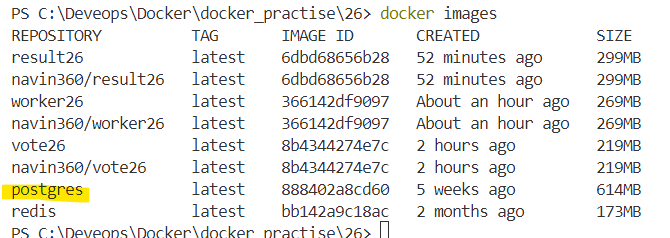 PS C:\Deveops\Docker\docker_practise\26> docker images
REPOSITORY TAG IMAGE ID CREATED SIZE
result26 latest 6dbd68656b28 52 minutes ago 299MB
navin360/result26 latest 6dbd68656b28 52 minutes ago 299MB
worker26 latest 366142df9097 About an hour ago 269MB
navin360/worker26 latest 366142df9097 About an hour ago 269MB
vote26 latest 8b4344274e7c 2 hours ago 219MB
navin360/vote26 latest 8b4344274e7c 2 hours ago 219MB
postgres latest 888402a8cd60 5 weeks ago 614MB
redis latest bb142a9c18ac 2 months ago 173MB
PS C:\Deveops\Docker\docker_practise\26>